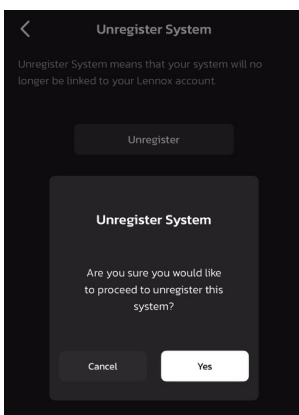 Unregister System
Unregister System means that your system will no
longer be linked to your Lennox account.
Unregister
Unregister System
Are you sure you would like
to proceed to unregister this
system?
Cancel
Yes